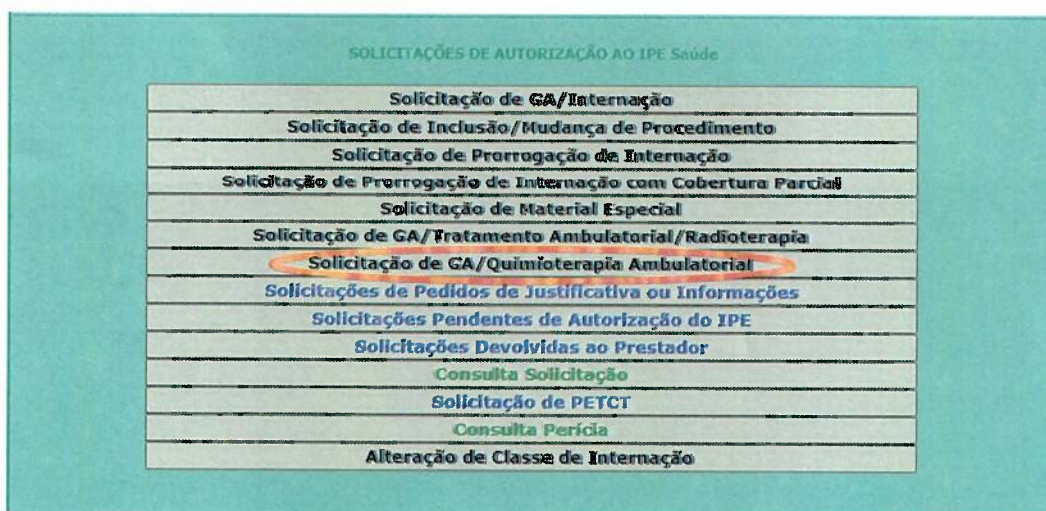 SOLICITAÇÕES DE AUTORIZAÇÃO AO IPE Saúde
Solicitação de GA/Internação
Solicitação de Inclusão/Mudança de Procedimento
Solicitação de Prorrogação de Internação
Solicitação de Prorrogação de Internação com Cobertura Parcial
Solicitação de Material Especial
Solicitação de GA/Tratamento Ambulatorial/Radioterapia
Solicitação de GA/Quimioterapia Ambulatorial
Solicitações de Pedidos de Justificativa ou Informações
Solicitações Pendentes de Autorização do IPE
Solicitações Devolvidas ao Prestador
Consulta Solicitação
Solicitação de PETCT
Consulta Perícia
Alteração de Classe de Internação